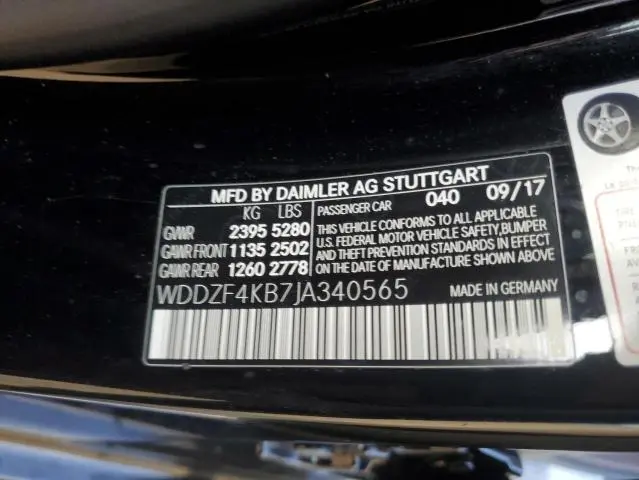 MFD BY DAIMLER AG STUTTGART
KG LBS
GVWR 2395 5280
GAWR FRONT 1135 2502
GAWR REAR 1260 2778
PASSENGER CAR 040 09/17
THIS VEHICLE CONFORMS TO ALL APPLICABLE
U.S. FEDERAL MOTOR VEHICLE SAFETY, BUMPER
AND THEFT PREVENTION STANDARDS IN EFFECT
ON THE DATE OF MANUFACTURE SHOWN ABOVE
WDDZF4KB7JA340565
MADE IN GERMANY